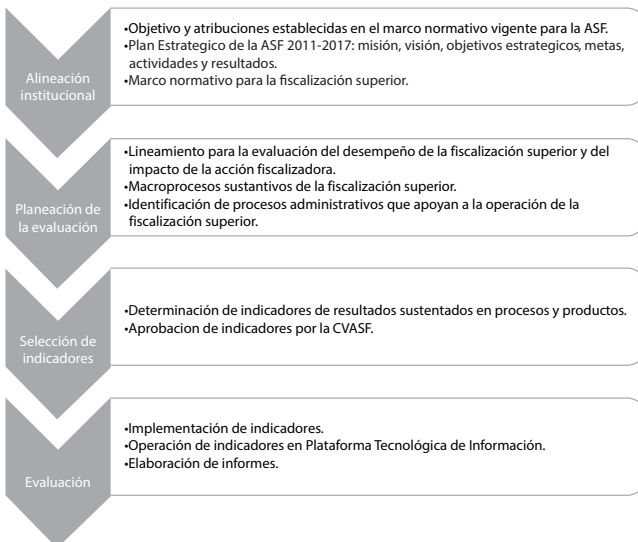 Alineación
institucional
•Objetivo y atribuciones establecidas en el marco normativo vigente para la ASF.
•Plan Estrategico de la ASF 2011-2017: misión, visión, objetivos estrategicos, metas,
actividades y resultados.
•Marco normativo para la fiscalización superior.
Planeación de
la evaluación
•Lineamiento para la evaluación del desempeño de la fiscalización superior y del
impacto de la acción fiscalizadora.
•Macroprocesos sustantivos de la fiscalización superior.
•Identificación de procesos administrativos que apoyan a la operación de la
fiscalización superior.
Selección de
indicadores
•Determinación de indicadores de resultados sustentados en procesos y productos.
•Aprobacion de indicadores por la CVASF.
Evaluación
•Implementación de indicadores.
•Operación de indicadores en Plataforma Tecnológica de Información.
•Elaboración de informes.